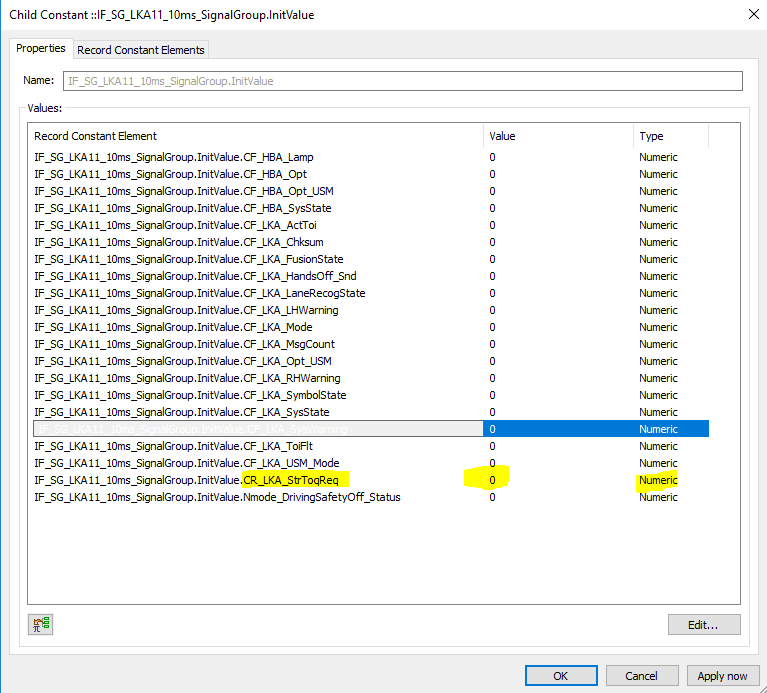 Child Constant ::IF_SG_LKA11_10ms_SignalGroup.InitValue
Properties Record Constant Elements
Name: IF_SG_LKA11_10ms_SignalGroup.InitValue
Values:
Record Constant Element Value Type
IF_SG_LKA11_10ms_SignalGroup.InitValue.CF_HBA_Lamp 0 Numeric
IF_SG_LKA11_10ms_SignalGroup.InitValue.CF_HBA_Opt 0 Numeric
IF_SG_LKA11_10ms_SignalGroup.InitValue.CF_HBA_Opt_USM 0 Numeric
IF_SG_LKA11_10ms_SignalGroup.InitValue.CF_HBA_SysState 0 Numeric
IF_SG_LKA11_10ms_SignalGroup.InitValue.CF_LKA_ActToi 0 Numeric
IF_SG_LKA11_10ms_SignalGroup.InitValue.CF_LKA_Chksum 0 Numeric
IF_SG_LKA11_10ms_SignalGroup.InitValue.CF_LKA_FusionState 0 Numeric
IF_SG_LKA11_10ms_SignalGroup.InitValue.CF_LKA_HandsOff_Snd 0 Numeric
IF_SG_LKA11_10ms_SignalGroup.InitValue.CF_LKA_LaneRecogState 0 Numeric
IF_SG_LKA11_10ms_SignalGroup.InitValue.CF_LKA_LHWarning 0 Numeric
IF_SG_LKA11_10ms_SignalGroup.InitValue.CF_LKA_Mode 0 Numeric
IF_SG_LKA11_10ms_SignalGroup.InitValue.CF_LKA_MsgCount 0 Numeric
IF_SG_LKA11_10ms_SignalGroup.InitValue.CF_LKA_Opt_USM 0 Numeric
IF_SG_LKA11_10ms_SignalGroup.InitValue.CF_LKA_RHWarning 0 Numeric
IF_SG_LKA11_10ms_SignalGroup.InitValue.CF_LKA_SymbolState 0 Numeric
IF_SG_LKA11_10ms_SignalGroup.InitValue.CF_LKA_SysState 0 Numeric
IF_SG_LKA11_10ms_SignalGroup.InitValue.CF_LKA_SysWarning 0 Numeric
IF_SG_LKA11_10ms_SignalGroup.InitValue.CF_LKA_ToiFlt 0 Numeric
IF_SG_LKA11_10ms_SignalGroup.InitValue.CF_LKA_USM_Mode 0 Numeric
IF_SG_LKA11_10ms_SignalGroup.InitValue.CR_LKA_StrToqReq 0 Numeric
IF_SG_LKA11_10ms_SignalGroup.InitValue.Nmode_DrivingSafetyOff_Status 0 Numeric
Edit...
OK Cancel Apply now